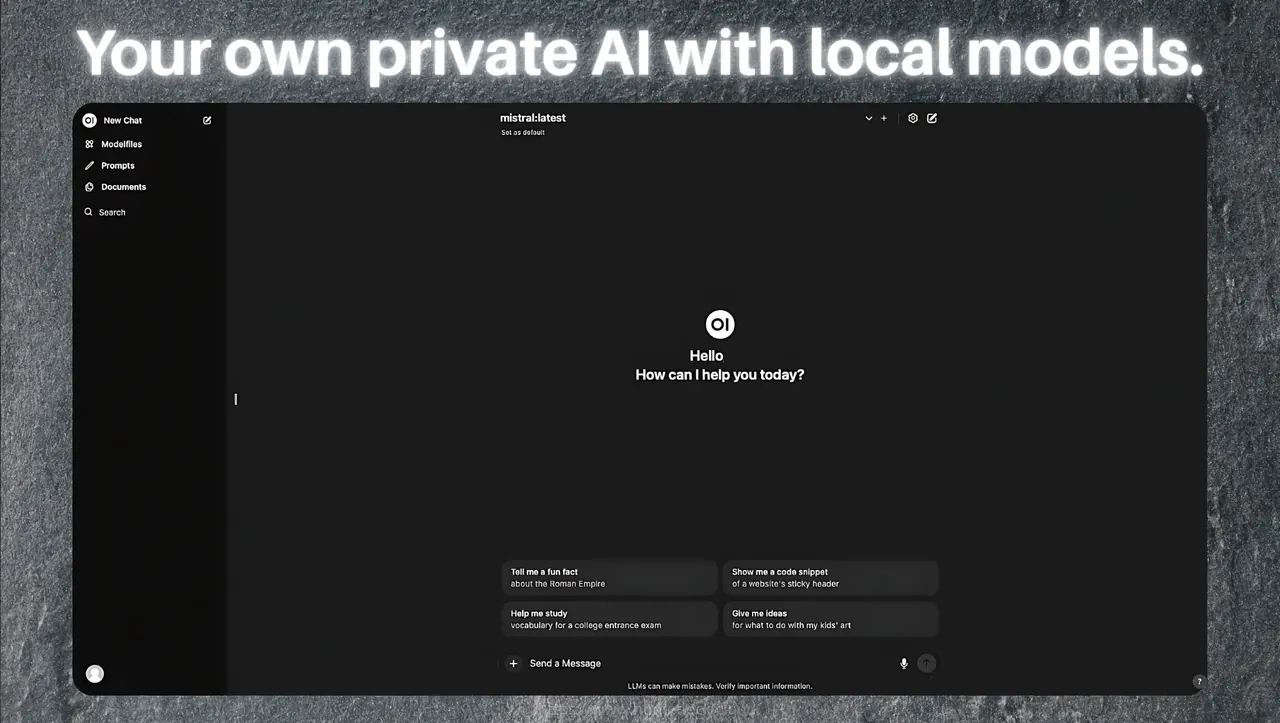 Your own private AI with local models.
OI New Chat
Modelfiles
Prompts
Documents
Search
mistral:latest
Set as default
OI
Hello
How can I help you today?
Tell me a fun fact
about the Roman Empire
Show me a code snippet
of a website's sticky header
Help me study
vocabulary for a college entrance exam
Give me ideas
for what to do with my kids' art
Send a Message
LLMs can make mistakes. Verify important information.
?